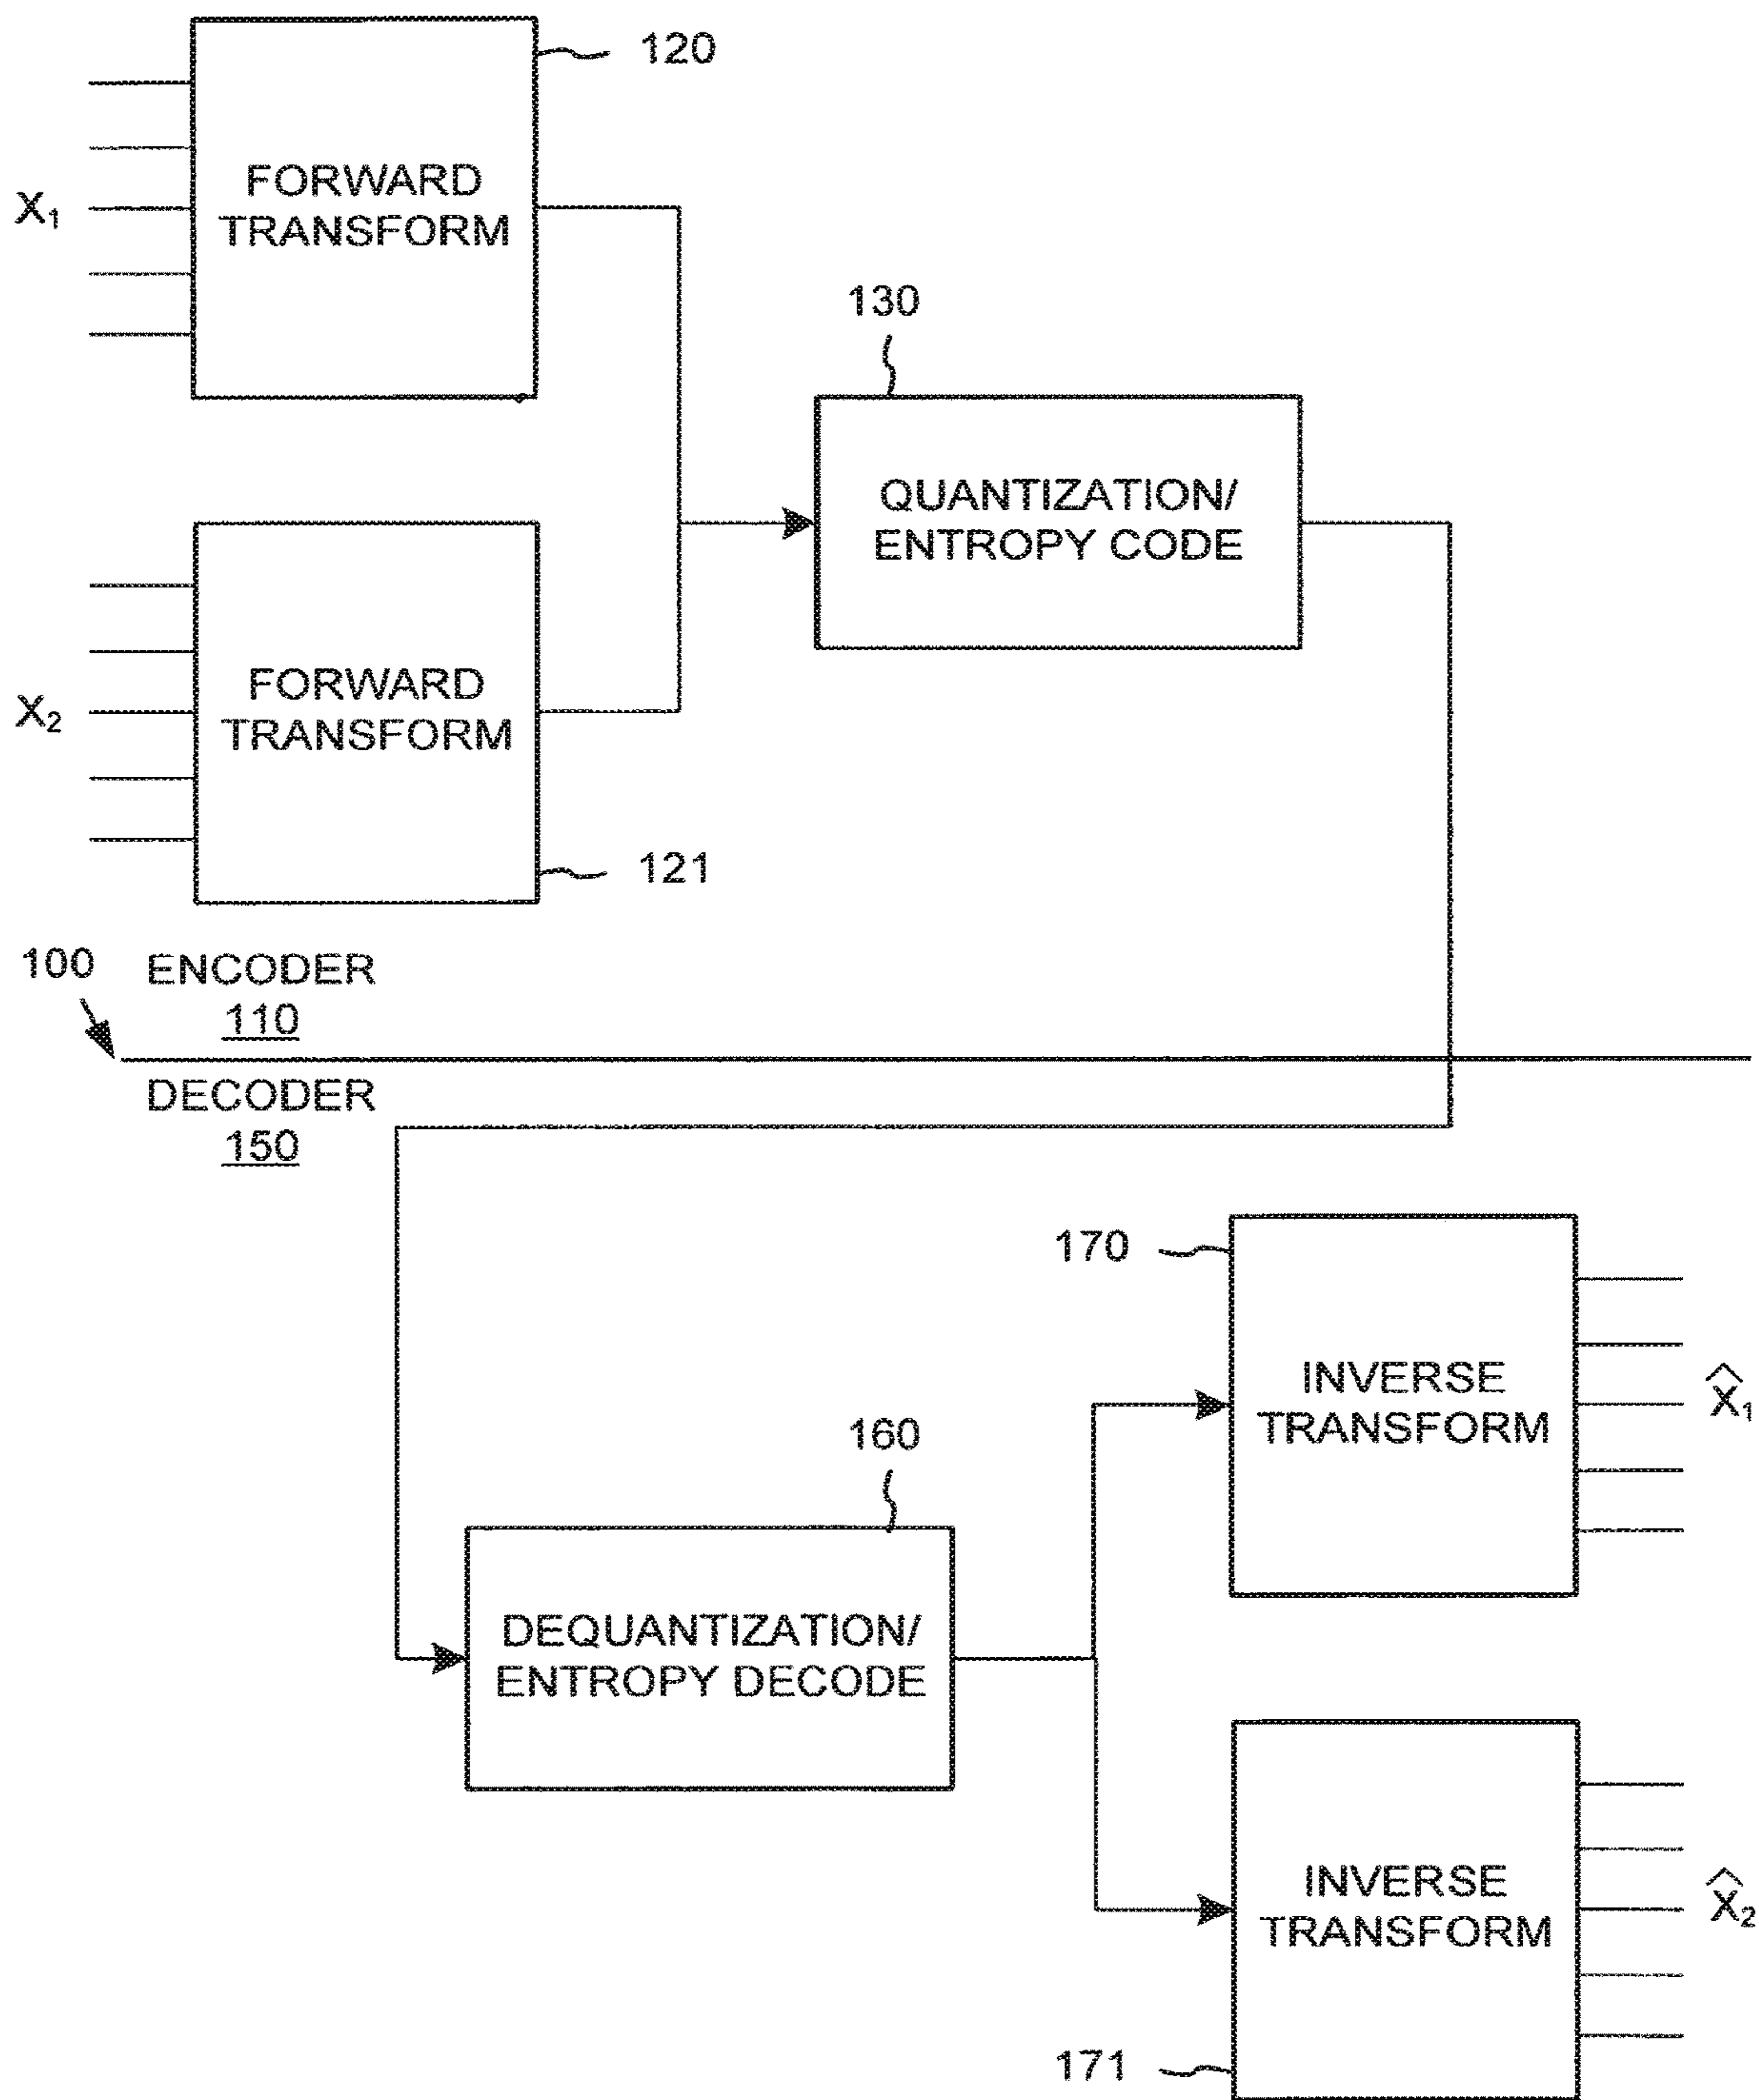 120
FORWARD
TRANSFORM
X₁
130
QUANTIZATION/
ENTROPY CODE
FORWARD
TRANSFORM
X₂
121
100
ENCODER
110
DECODER
150
170
INVERSE
TRANSFORM
X̂₁
160
DEQUANTIZATION/
ENTROPY DECODE
INVERSE
TRANSFORM
X̂₂
171